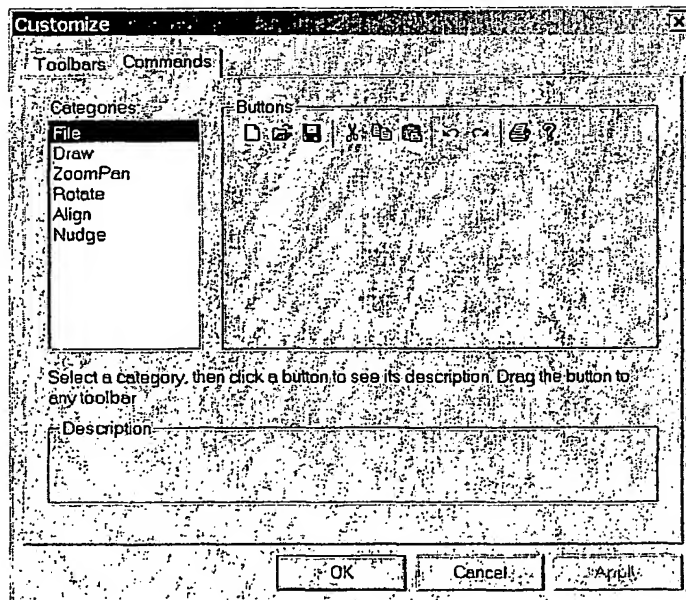 Customize
Toolbars Commands
Categories
Buttons
File
Draw
ZoomPan
Rotate
Align
Nudge
Select a category, then click a button to see its description. Drag the button to
any toolbar
Description
OK
Cancel